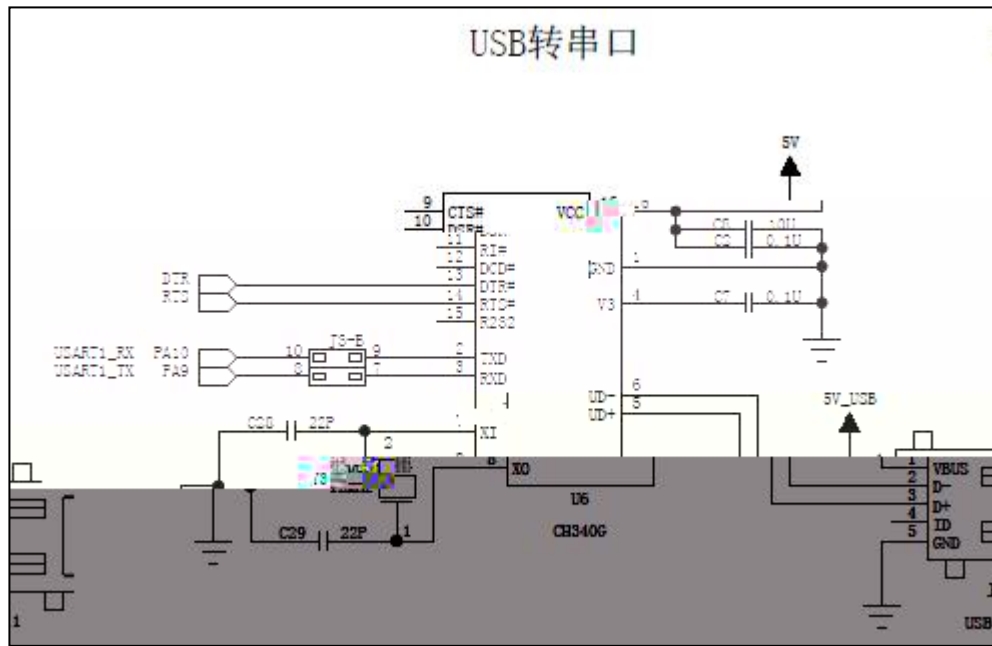 USB转串口
5V
9 CTS# VCC
10
11 RI#
12 DCD#
DTR 13 DTR#
RTS 14 RTS#
15 R232
C2 0.1U
1 GND
4 V3
C7 0.1U
J3-B
USART1_RX PA10 10 9 2 TXD
USART1_TX PA9 8 7 3 RXD
6 UD-
5 UD+
5V_USB
C28 22P
XI
2
8 XO
U6
CH340G
C29 22P 1
1 VBUS
2 D-
3 D+
4 ID
5 GND
1
USB